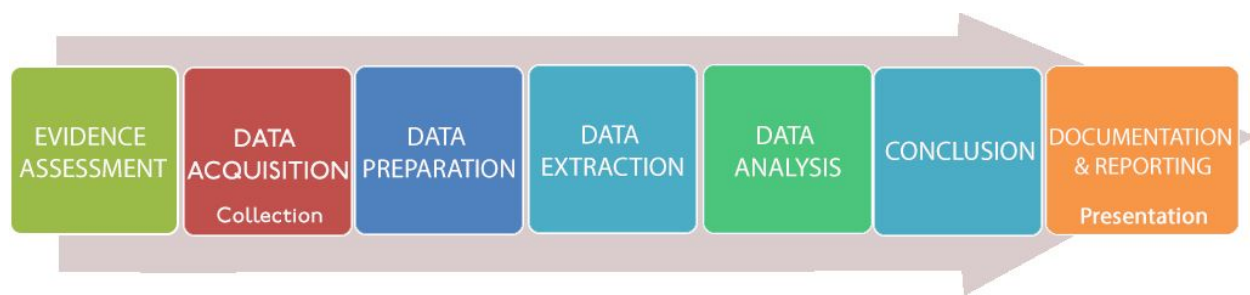 EVIDENCE
ASSESSMENT
DATA
ACQUISITION
Collection
DATA
PREPARATION
DATA
EXTRACTION
DATA
ANALYSIS
CONCLUSION
DOCUMENTATION
& REPORTING
Presentation